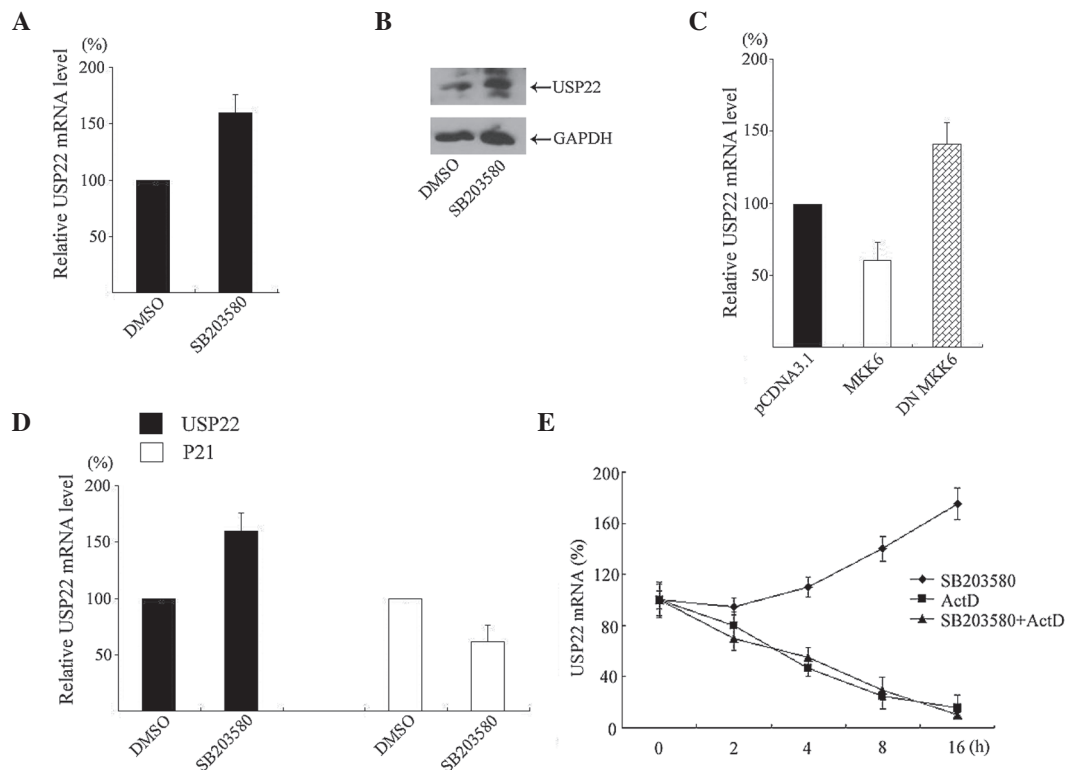 A
(%)
200
150
100
50
Relative USP22 mRNA level
DMSO
SB203580
B
USP22
GAPDH
DMSO
SB203580
C
(%)
200
150
100
50
Relative USP22 mRNA level
pCDNA3.1
MKK6
DN MKK6
D
USP22
P21
(%)
200
150
100
50
Relative USP22 mRNA level
DMSO
SB203580
DMSO
SB203580
E
200
160
120
80
40
0
USP22 mRNA (%)
SB203580
ActD
SB203580+ActD
0 2 4 8 16 (h)